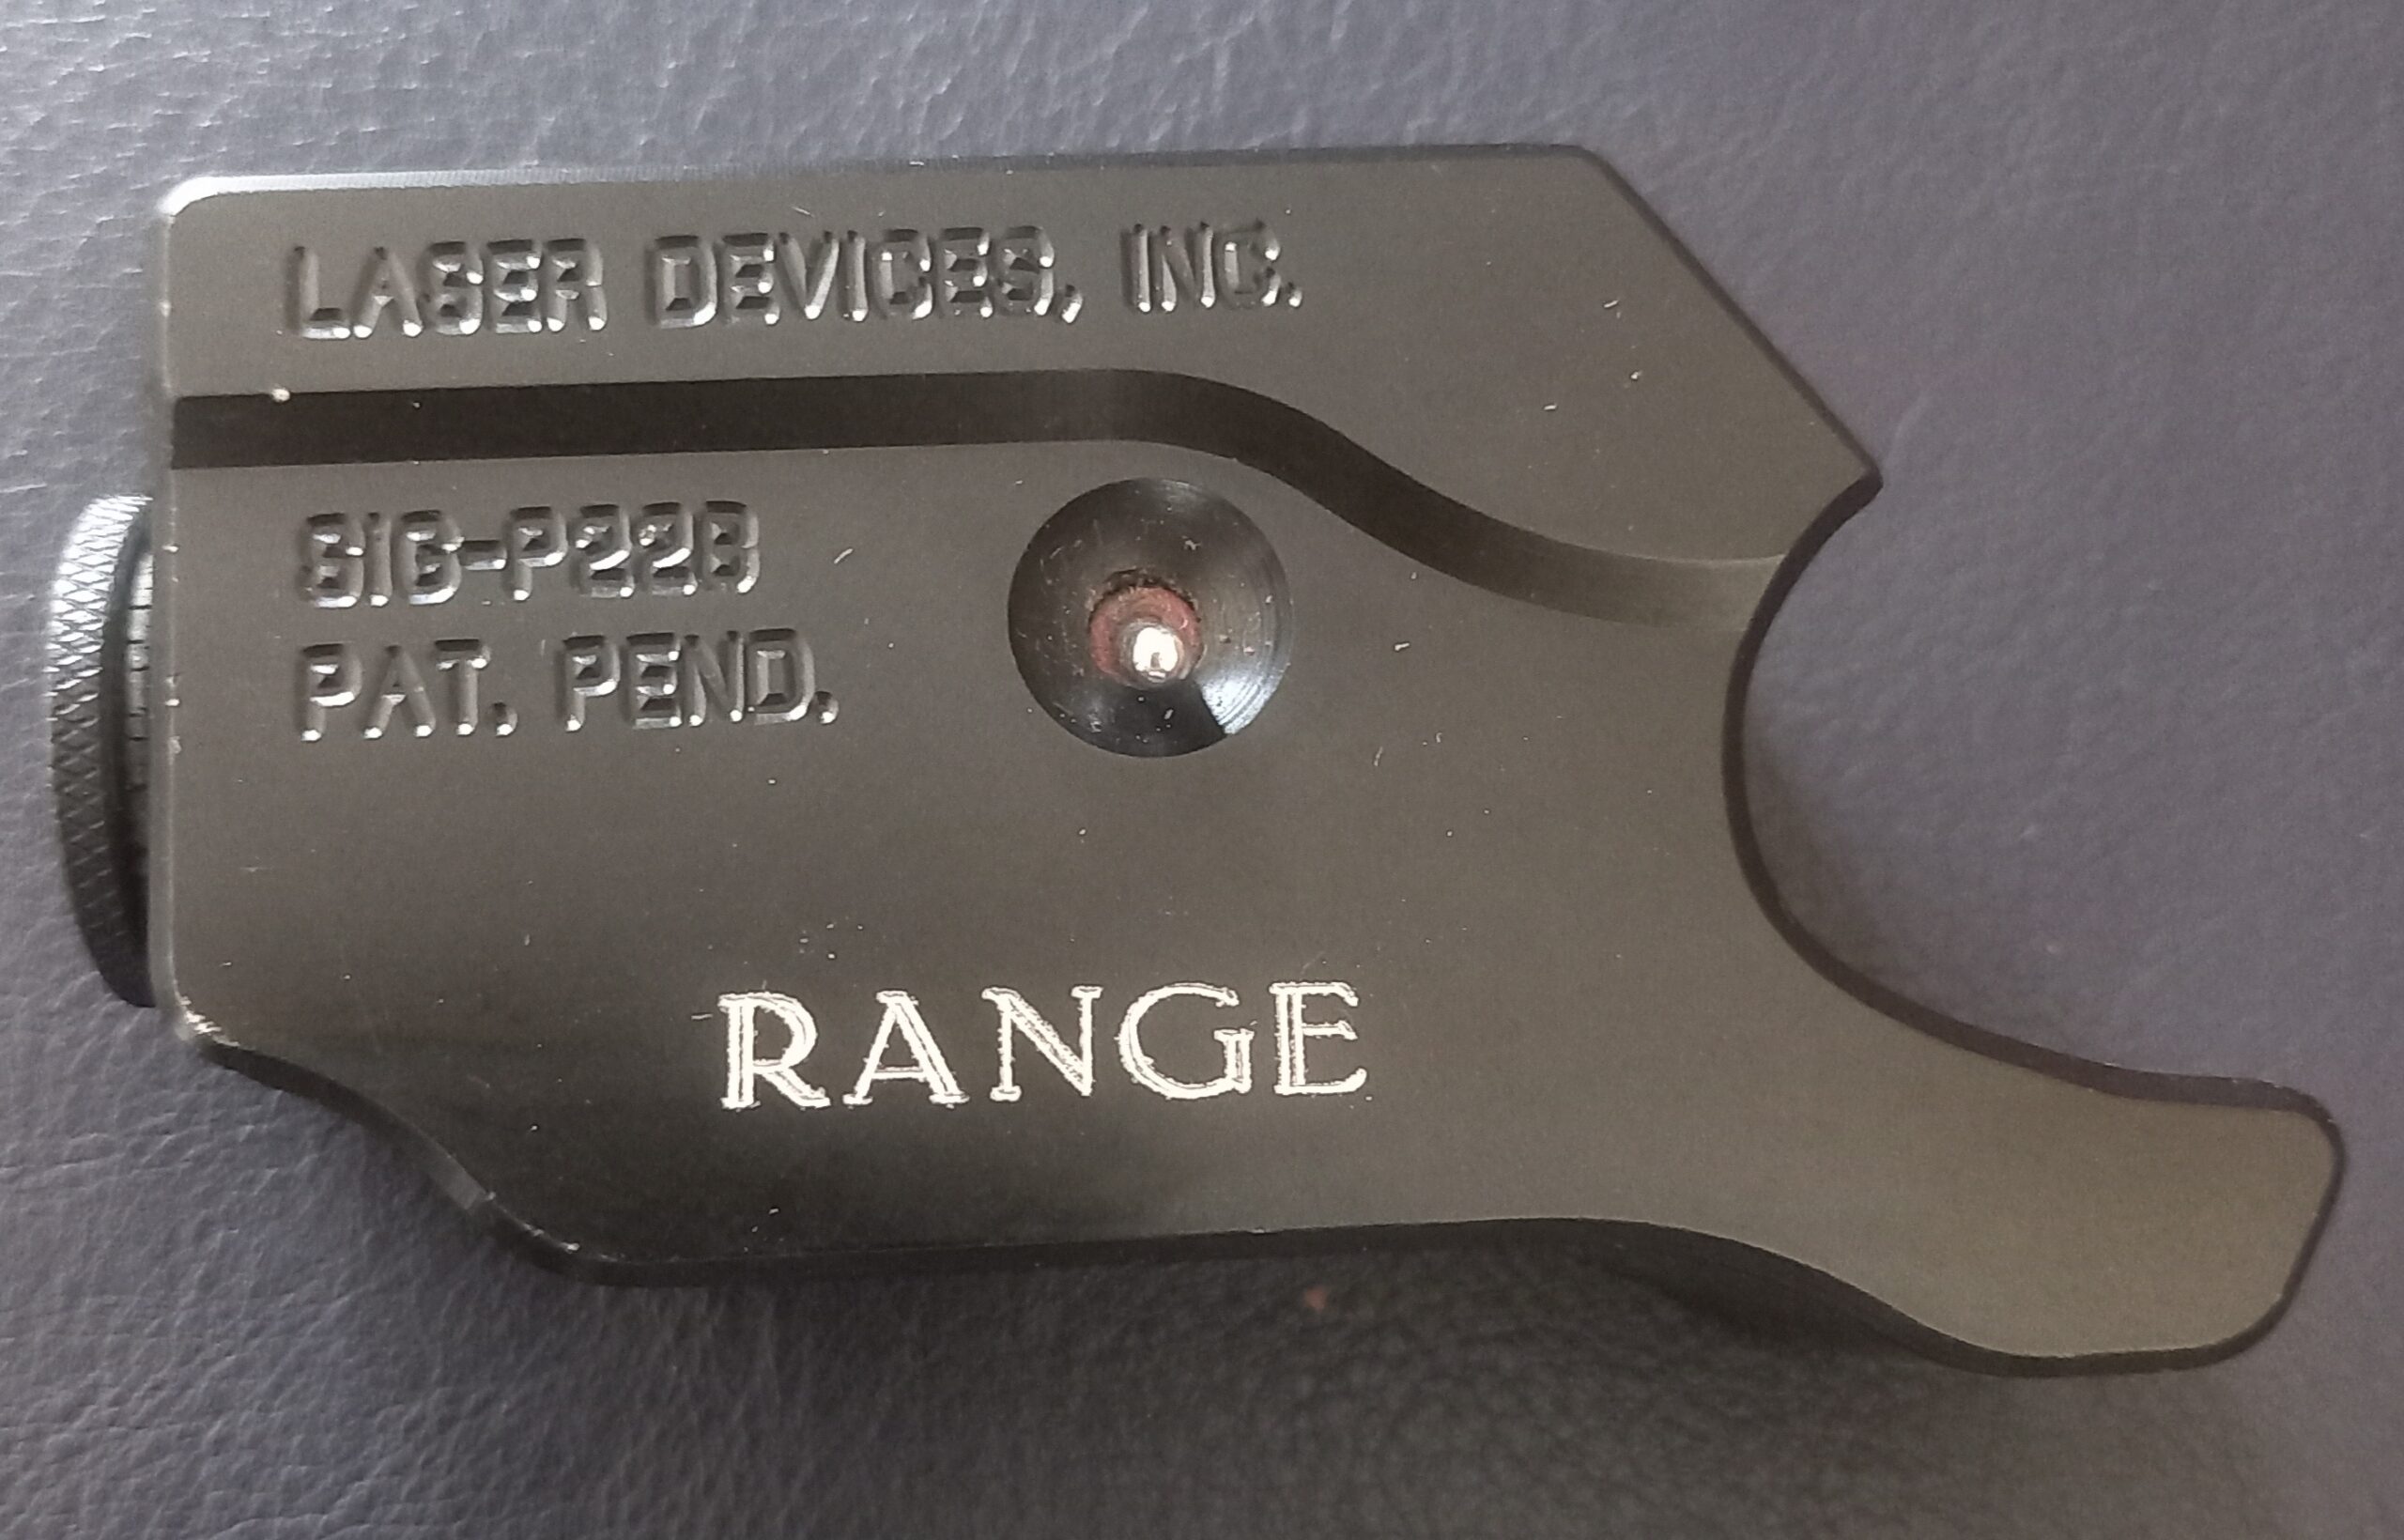 LASER DEVICES, INC.
SIG-P228
PAT. PEND.
RANGE